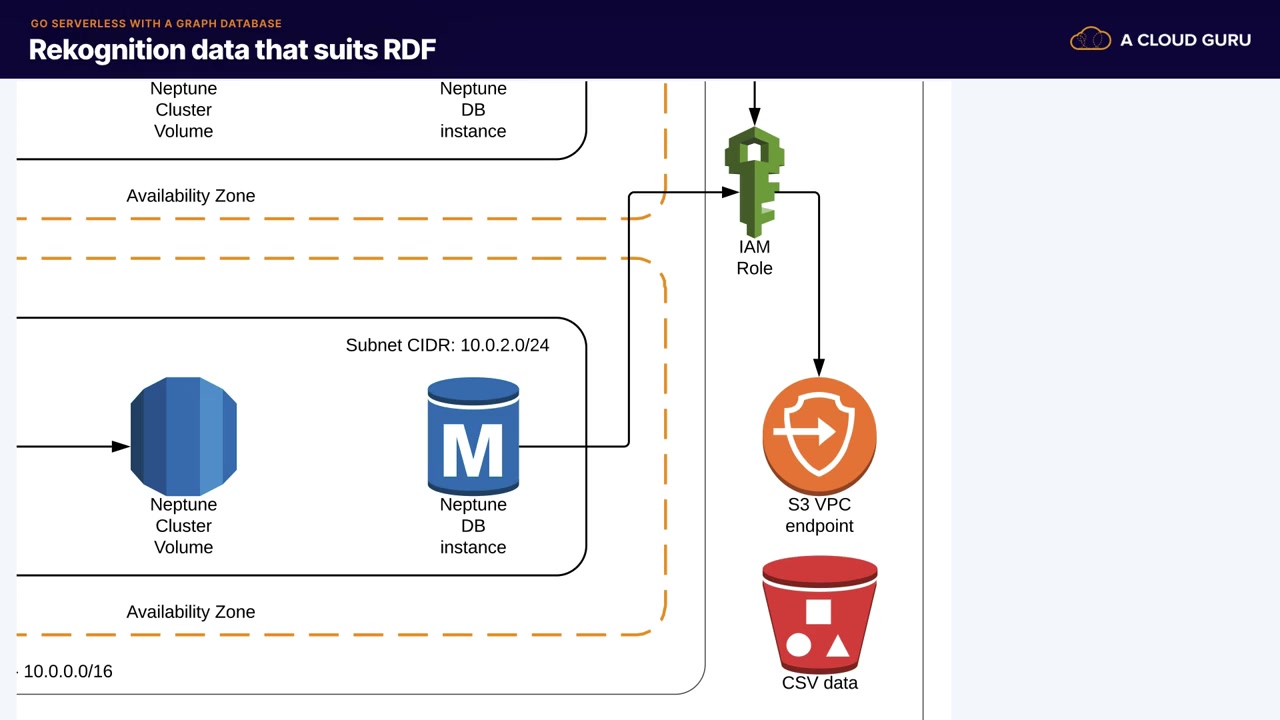 GO SERVERLESS WITH A GRAPH DATABASE
Rekognition data that suits RDF
A CLOUD GURU
Neptune
Cluster
Volume
Neptune
DB
instance
Availability Zone
IAM
Role
Subnet CIDR: 10.0.2.0/24
M
Neptune
Cluster
Volume
Neptune
DB
instance
S3 VPC
endpoint
Availability Zone
10.0.0.0/16
CSV data